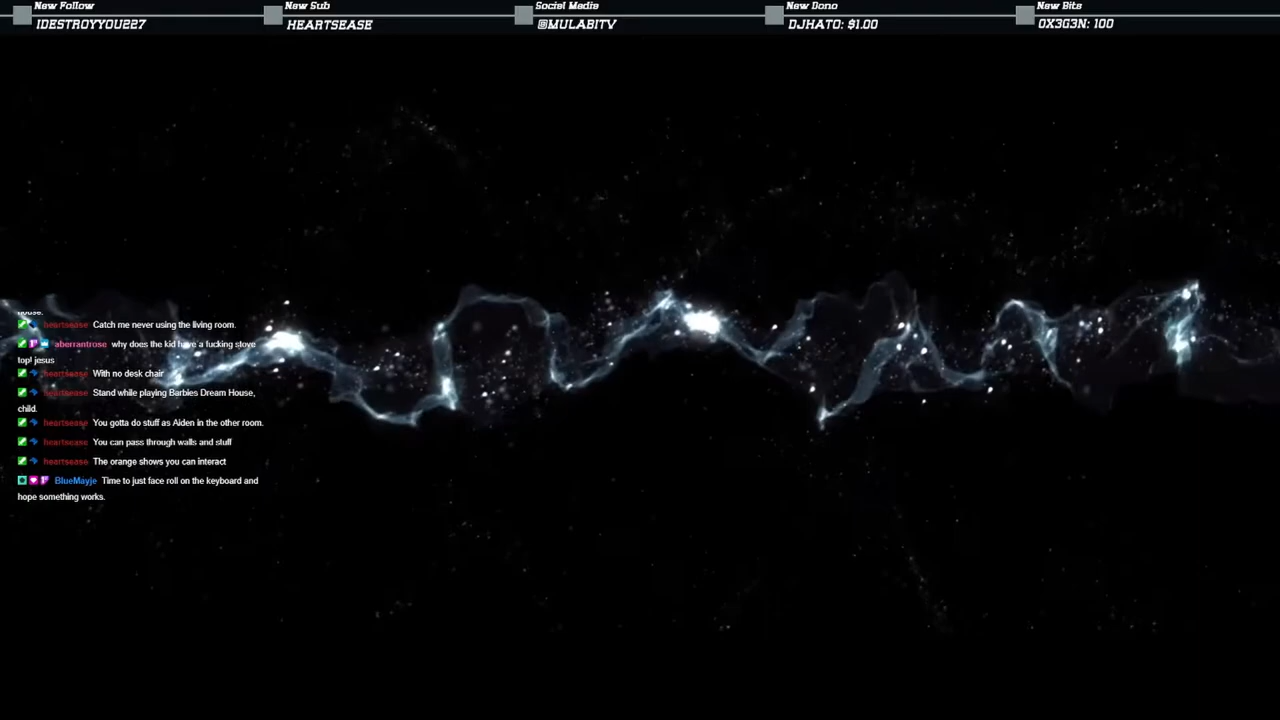 New Follow
IDESTROYYOU227
New Sub
HEARTSEASE
Social Media
@MULABITV
New Dono
DJHATO: $1.00
New Bits
0X3G3N: 100
house.
heartsease Catch me never using the living room.
aberrantrose why does the kid have a fucking stove
top! jesus
heartsease With no desk chair
heartsease Stand while playing Barbies Dream House,
child.
heartsease You gotta do stuff as Aiden in the other room.
heartsease You can pass through walls and stuff
heartsease The orange shows you can interact
BlueMayje Time to just face roll on the keyboard and
hope something works.